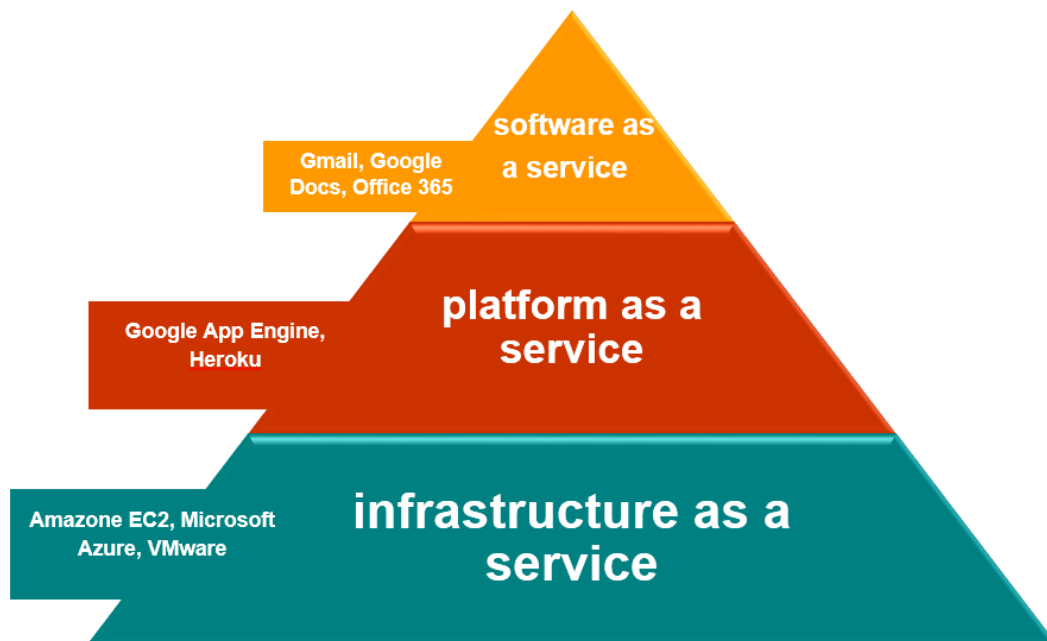 software as
a service
Gmail, Google
Docs, Office 365
platform as a
service
Google App Engine,
Heroku
infrastructure as a
service
Amazone EC2, Microsoft
Azure, VMware